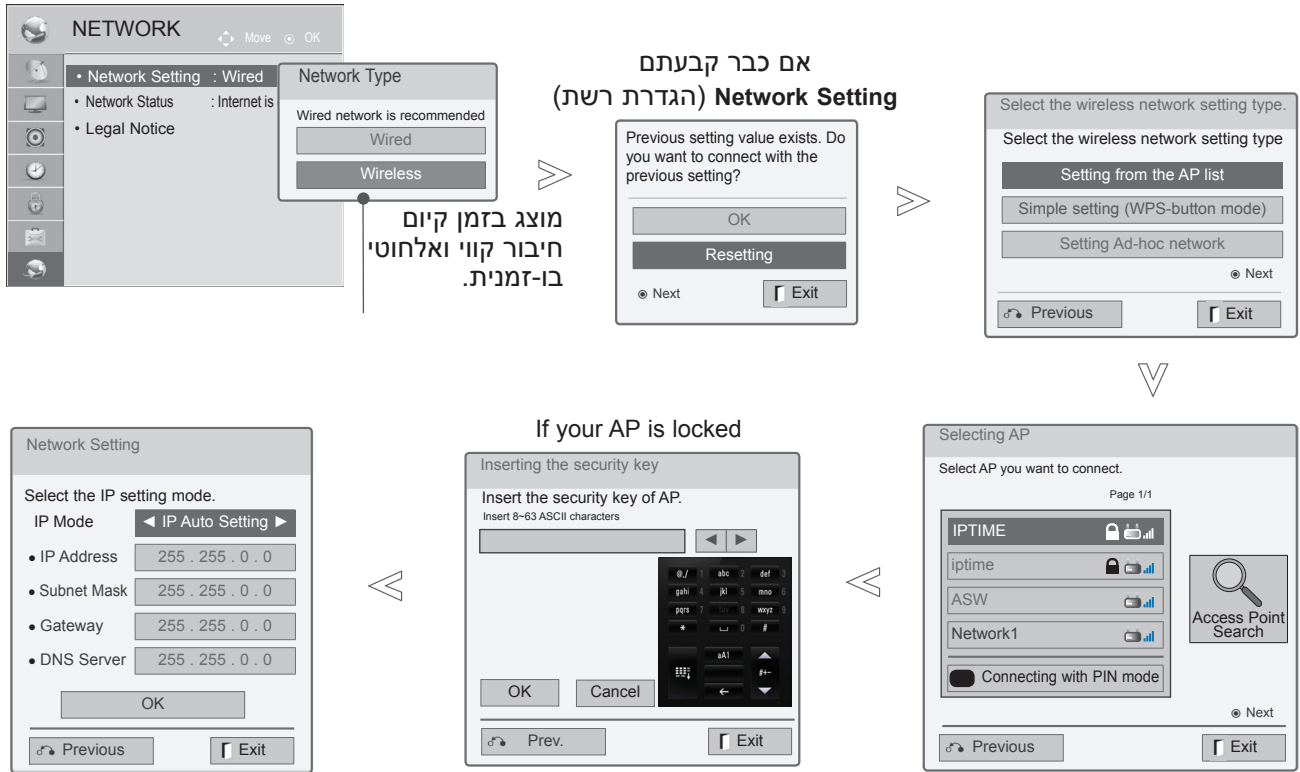 NETWORK
Move OK
• Network Setting : Wired
• Network Status : Internet is
• Legal Notice
Network Type
Wired network is recommended
Wired
Wireless
מוצג בזמן קיום
חיבור קווי ואלחוטי
בו-זמנית.
אם כבר קבעתם
Network Setting (הגדרת רשת)
Previous setting value exists. Do
you want to connect with the
previous setting?
OK
Resetting
Next
Exit
Select the wireless network setting type.
Select the wireless network setting type
Setting from the AP list
Simple setting (WPS-button mode)
Setting Ad-hoc network
Next
Previous
Exit
Selecting AP
Select AP you want to connect.
Page 1/1
IPTIME
iptime
ASW
Network1
Connecting with PIN mode
Access Point
Search
Next
Previous
Exit
If your AP is locked
Inserting the security key
Insert the security key of AP.
Insert 8~63 ASCII characters
◄ ►
@./ 1 abc 2 def 3
gahi 4 jkl 5 mno 6
pqrs 7 tuv 8 wxyz 9
* 0 #
aA1
#+-
OK
Cancel
Prev.
Exit
Network Setting
Select the IP setting mode.
IP Mode ◄ IP Auto Setting ►
• IP Address 255 . 255 . 0 . 0
• Subnet Mask 255 . 255 . 0 . 0
• Gateway 255 . 255 . 0 . 0
• DNS Server 255 . 255 . 0 . 0
OK
Previous
Exit